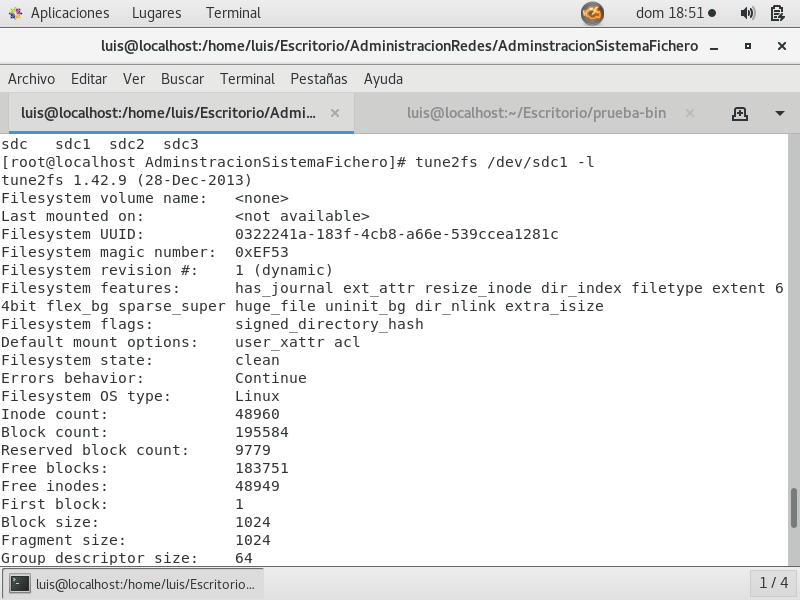 Aplicaciones Lugares Terminal dom 18:51
luis@localhost:/home/luis/Escritorio/AdministracionRedes/AdminstracionSistemaFichero
Archivo Editar Ver Buscar Terminal Pestañas Ayuda
luis@localhost:/home/luis/Escritorio/Admi... luis@localhost:~/Escritorio/prueba-bin
sdc sdc1 sdc2 sdc3
[root@localhost AdminstracionSistemaFichero]# tune2fs /dev/sdc1 -l
tune2fs 1.42.9 (28-Dec-2013)
Filesystem volume name: <none>
Last mounted on: <not available>
Filesystem UUID: 0322241a-183f-4cb8-a66e-539ccea1281c
Filesystem magic number: 0xEF53
Filesystem revision #: 1 (dynamic)
Filesystem features: has_journal ext_attr resize_inode dir_index filetype extent 6
4bit flex_bg sparse_super huge_file uninit_bg dir_nlink extra_isize
Filesystem flags: signed_directory_hash
Default mount options: user_xattr acl
Filesystem state: clean
Errors behavior: Continue
Filesystem OS type: Linux
Inode count: 48960
Block count: 195584
Reserved block count: 9779
Free blocks: 183751
Free inodes: 48949
First block: 1
Block size: 1024
Fragment size: 1024
Group descriptor size: 64
luis@localhost:/home/luis/Escritorio... 1 / 4